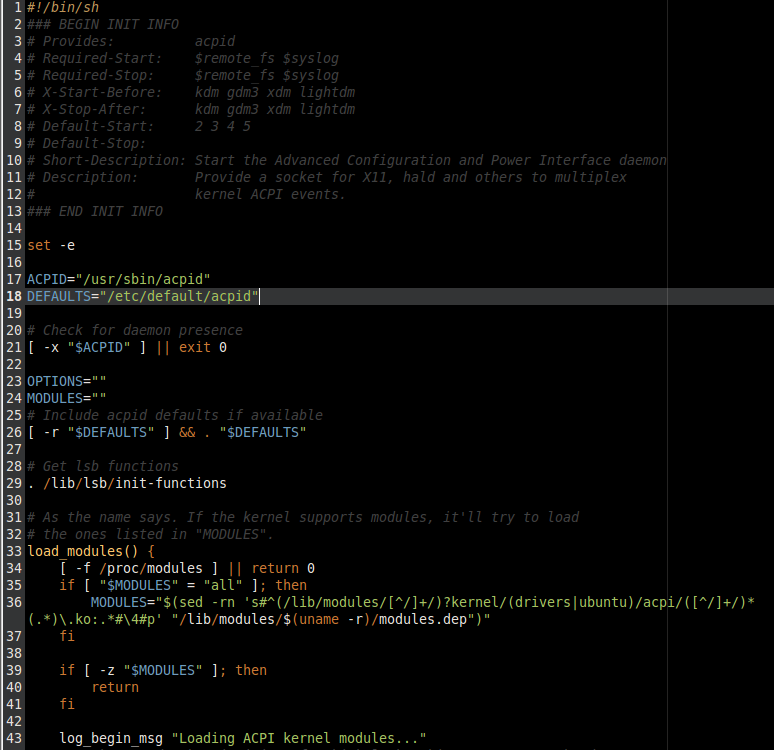 1 #!/bin/sh
2 ### BEGIN INIT INFO
3 # Provides:          acpid
4 # Required-Start:    $remote_fs $syslog
5 # Required-Stop:     $remote_fs $syslog
6 # X-Start-Before:    kdm gdm3 xdm lightdm
7 # X-Stop-After:      kdm gdm3 xdm lightdm
8 # Default-Start:     2 3 4 5
9 # Default-Stop:
10 # Short-Description: Start the Advanced Configuration and Power Interface daemon
11 # Description:       Provide a socket for X11, hald and others to multiplex
12 #                    kernel ACPI events.
13 ### END INIT INFO
14
15 set -e
16
17 ACPID="/usr/sbin/acpid"
18 DEFAULTS="/etc/default/acpid"
19
20 # Check for daemon presence
21 [ -x "$ACPID" ] || exit 0
22
23 OPTIONS=""
24 MODULES=""
25 # Include acpid defaults if available
26 [ -r "$DEFAULTS" ] && . "$DEFAULTS"
27
28 # Get lsb functions
29 . /lib/lsb/init-functions
30
31 # As the name says. If the kernel supports modules, it'll try to load
32 # the ones listed in "MODULES".
33 load_modules() {
34     [ -f /proc/modules ] || return 0
35     if [ "$MODULES" = "all" ]; then
36         MODULES="$(sed -rn 's#^(/lib/modules/[^/]+/)?kernel/(drivers|ubuntu)/acpi/([^/]+/)*
(.*)\.ko:.*#\4#p' "/lib/modules/$(uname -r)/modules.dep")"
37     fi
38
39     if [ -z "$MODULES" ]; then
40         return
41     fi
42
43     log_begin_msg "Loading ACPI kernel modules..."